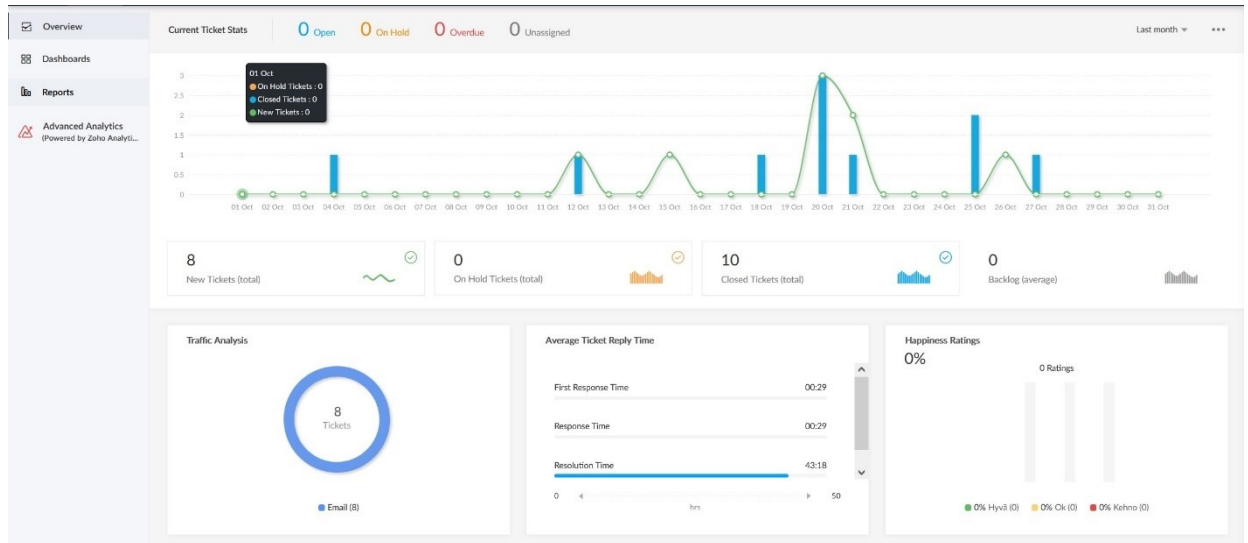 Overview
Dashboards
Reports
Advanced Analytics
(Powered by Zoho Analyti...
Current Ticket Stats
0 Open
0 On Hold
0 Overdue
0 Unassigned
Last month
01 Oct
On Hold Tickets : 0
Closed Tickets : 0
New Tickets : 0
3
2.5
2
1.5
1
0.5
0
01 Oct 02 Oct 03 Oct 04 Oct 05 Oct 06 Oct 07 Oct 08 Oct 09 Oct 10 Oct 11 Oct 12 Oct 13 Oct 14 Oct 15 Oct 16 Oct 17 Oct 18 Oct 19 Oct 20 Oct 21 Oct 22 Oct 23 Oct 24 Oct 25 Oct 26 Oct 27 Oct 28 Oct 29 Oct 30 Oct 31 Oct
8
New Tickets (total)
0
On Hold Tickets (total)
10
Closed Tickets (total)
0
Backlog (average)
Traffic Analysis
8
Tickets
Email (8)
Average Ticket Reply Time
First Response Time 00:29
Response Time 00:29
Resolution Time 43:18
0 50
hrs
Happiness Ratings
0%
0 Ratings
0% Hyvä (0) 0% Ok (0) 0% Kehno (0)